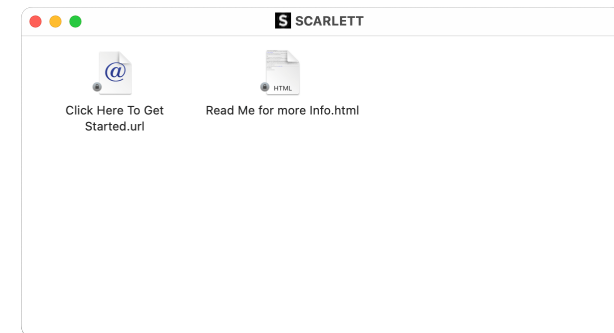 S SCARLETT
@
HTML
Click Here To Get
Started.url
Read Me for more Info.html